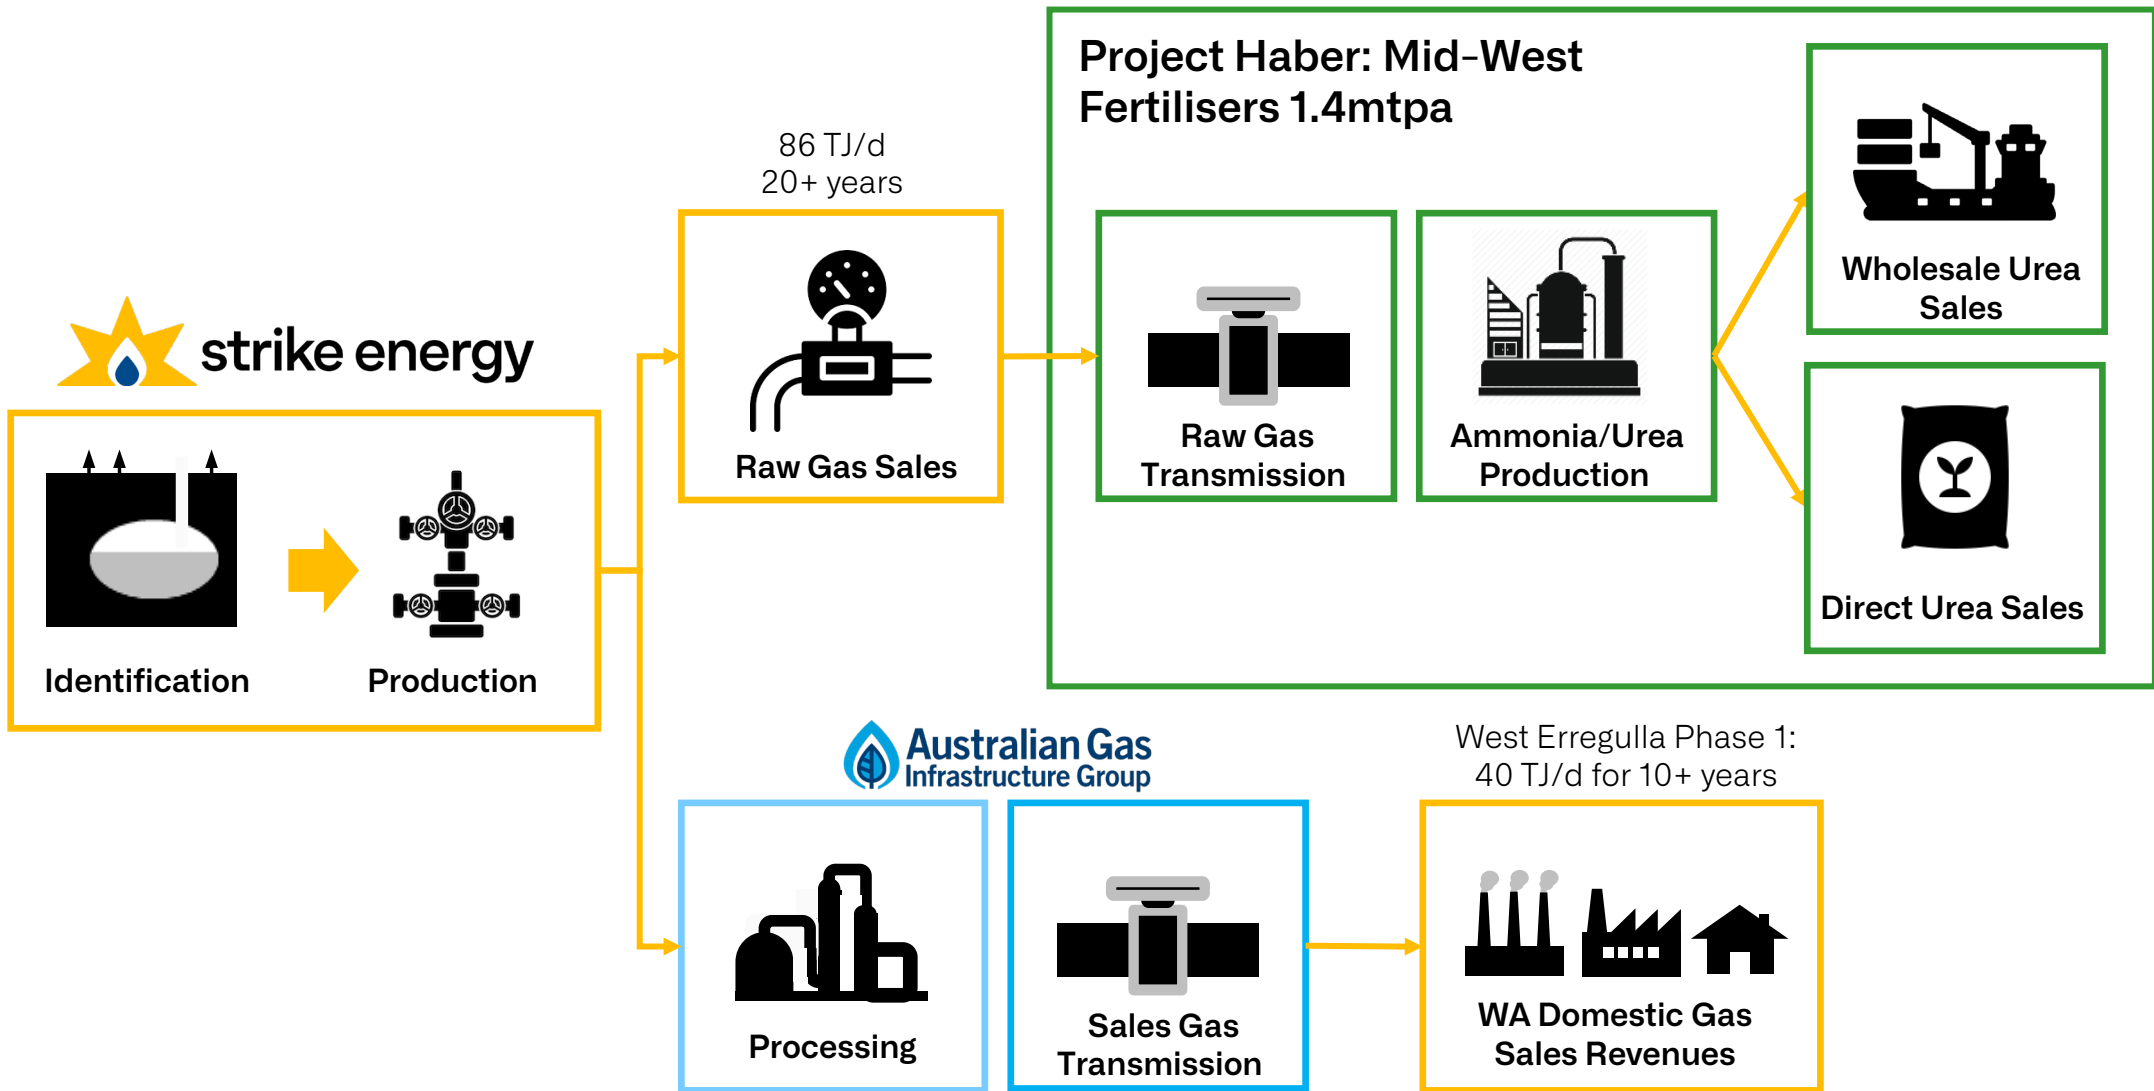 Project Haber: Mid-West
Fertilisers 1.4mtpa
86 TJ/d
20+ years
strike energy
Identification
Production
Raw Gas Sales
Raw Gas
Transmission
Ammonia/Urea
Production
Wholesale Urea
Sales
Direct Urea Sales
Australian Gas
Infrastructure Group
West Erregulla Phase 1:
40 TJ/d for 10+ years
Processing
Sales Gas
Transmission
WA Domestic Gas
Sales Revenues